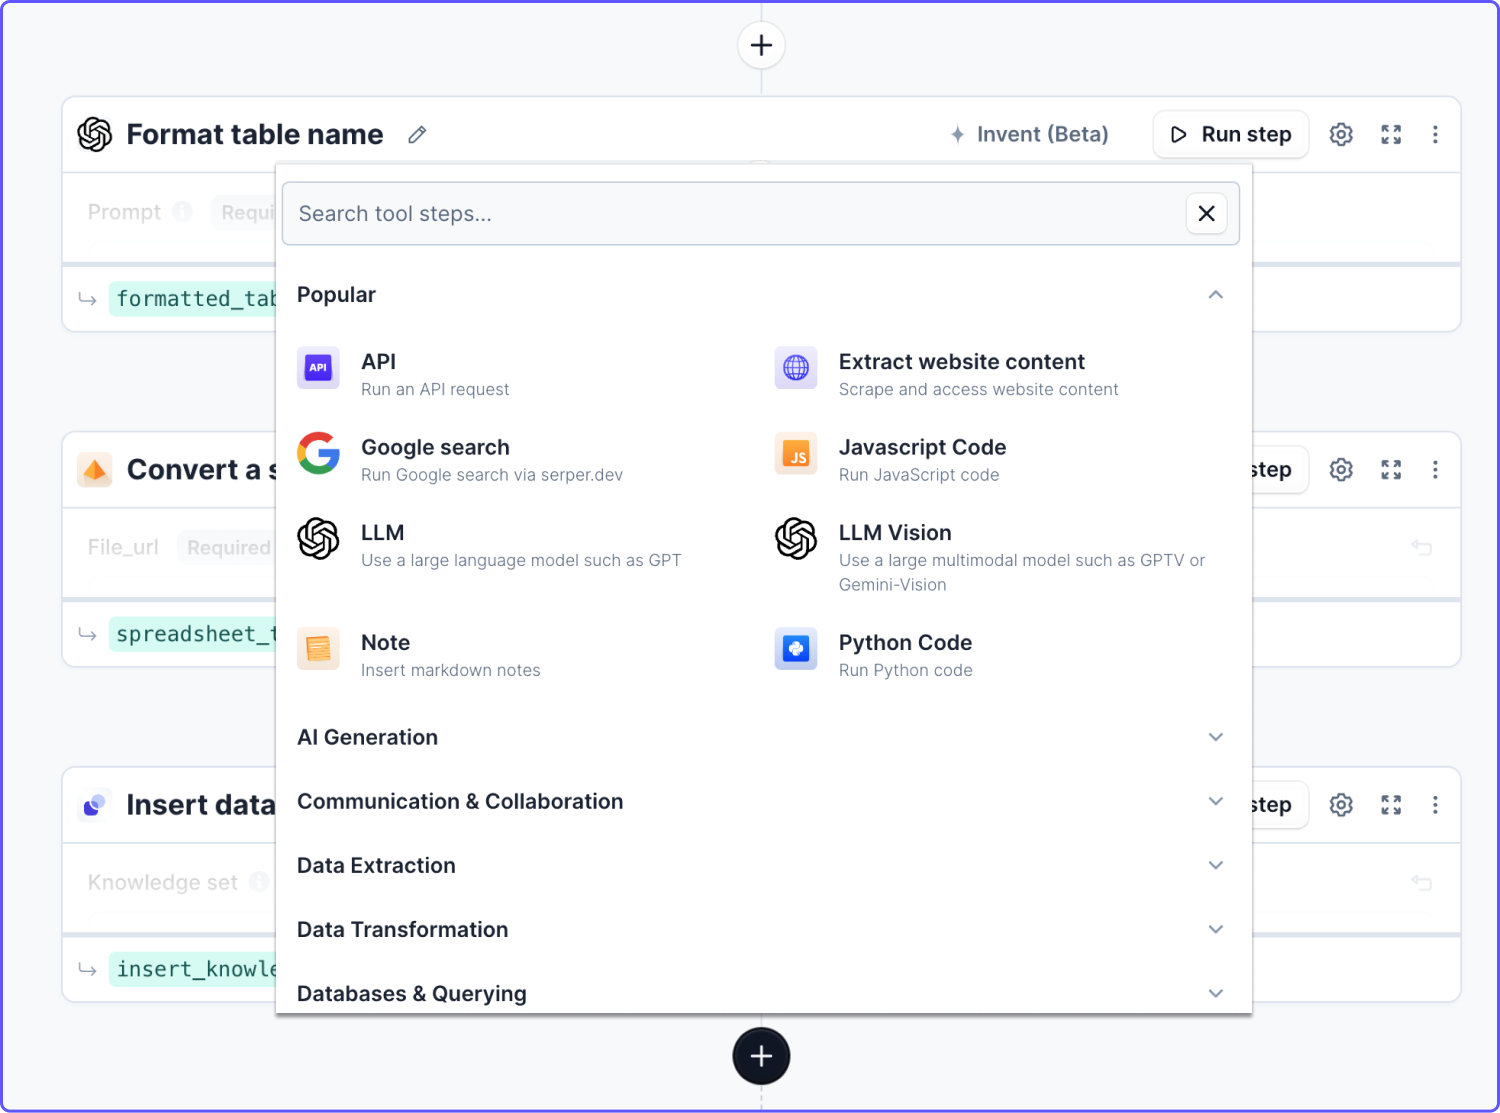 Format table name
Invent (Beta)
Run step
Prompt
Search tool steps...
formatted_tab
Popular
API
API
Run an API request
Extract website content
Scrape and access website content
Google search
Run Google search via serper.dev
JS
Javascript Code
Run JavaScript code
Convert a s
step
LLM
Use a large language model such as GPT
LLM Vision
Use a large multimodal model such as GPTV or
Gemini-Vision
File_url
Required
spreadsheet_t
Note
Insert markdown notes
Python Code
Run Python code
AI Generation
Communication & Collaboration
Insert data
step
Data Extraction
Knowledge set
Data Transformation
insert_knowle
Databases & Querying